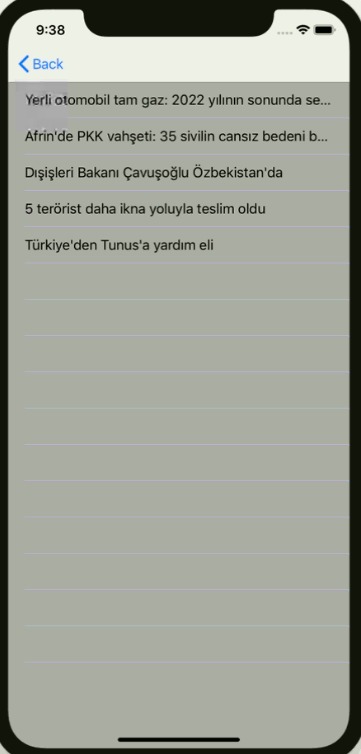 9:38
Back
Yerli otomobil tam gaz: 2022 yılının sonunda se...
Afrin'de PKK vahşeti: 35 sivilin cansız bedeni b...
Dışişleri Bakanı Çavuşoğlu Özbekistan'da
5 terörist daha ikna yoluyla teslim oldu
Türkiye'den Tunus'a yardım eli